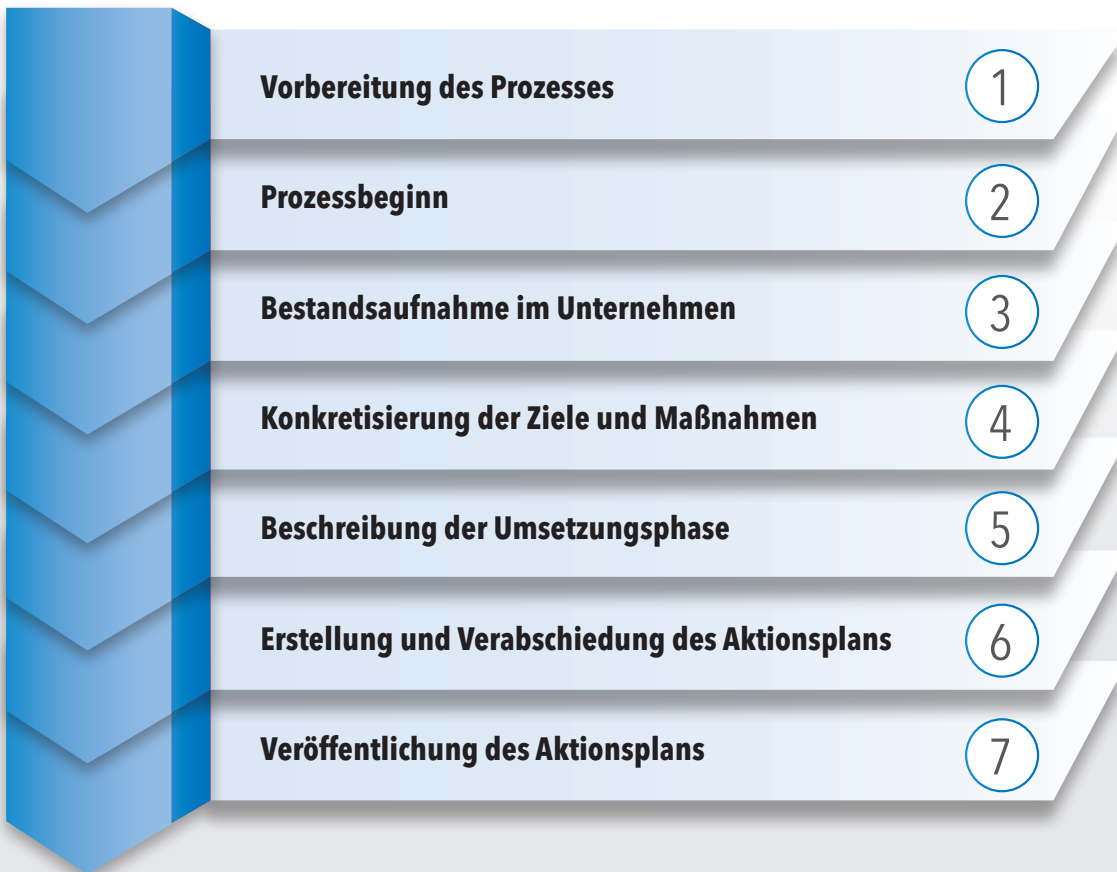 Vorbereitung des Prozesses 1
Prozessbeginn 2
Bestandsaufnahme im Unternehmen 3
Konkretisierung der Ziele und Maßnahmen 4
Beschreibung der Umsetzungsphase 5
Erstellung und Verabschiedung des Aktionsplans 6
Veröffentlichung des Aktionsplans 7